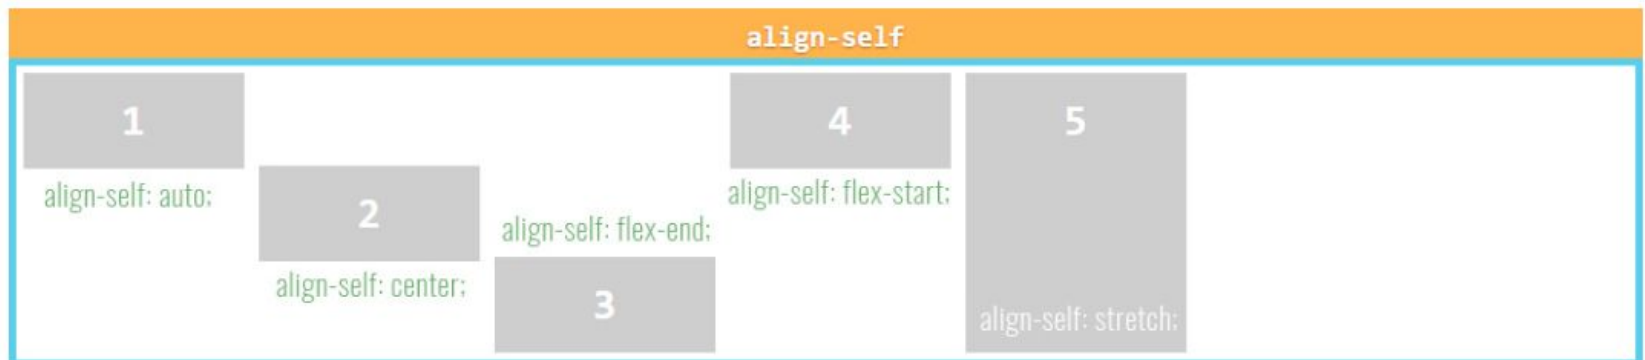 align-self
1
align-self: auto;
2
align-self: center;
align-self: flex-end;
3
4
align-self: flex-start;
5
align-self: stretch;